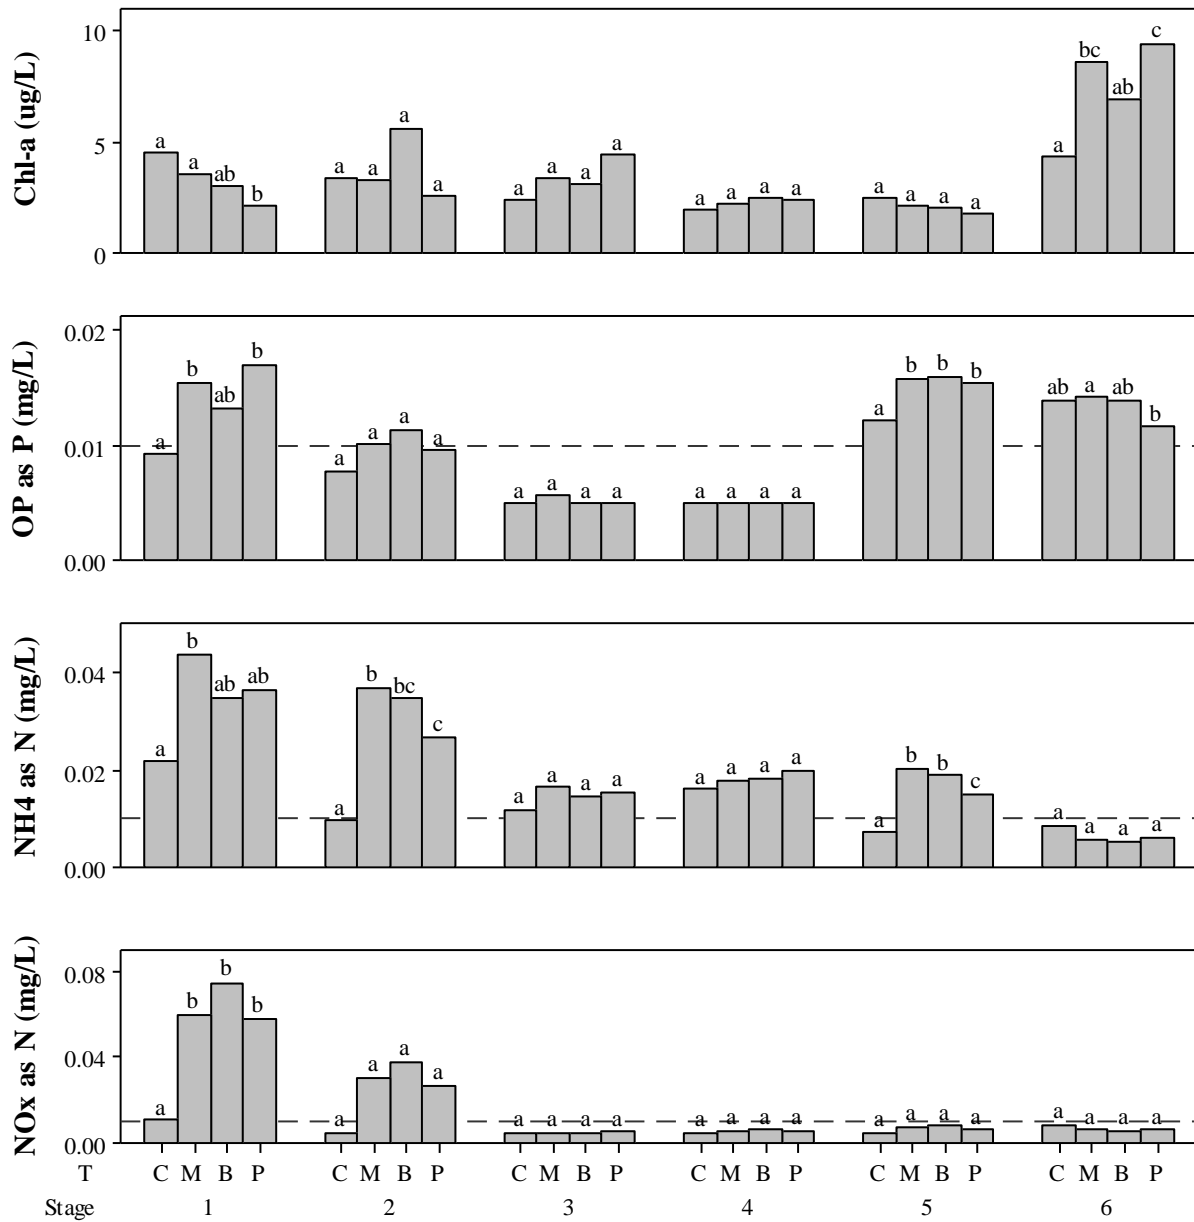 Chl-a (ug/L)
10
5
0
a a ab b
a a a a
a a a a
a a a a
a a a a
a bc ab c
OP as P (mg/L)
0.02
0.01
0.00
a b ab b
a a a a
a a a a
a a a a
a b b b
ab a ab b
NH4 as N (mg/L)
0.04
0.02
0.00
a b ab ab
a b bc c
a a a a
a a a a
a b b c
a a a a
NOx as N (mg/L)
0.08
0.04
0.00
a b b b
a a a a
a a a a
a a a a
a a a a
a a a a
T C M B P C M B P C M B P C M B P C M B P C M B P
Stage 1 2 3 4 5 6